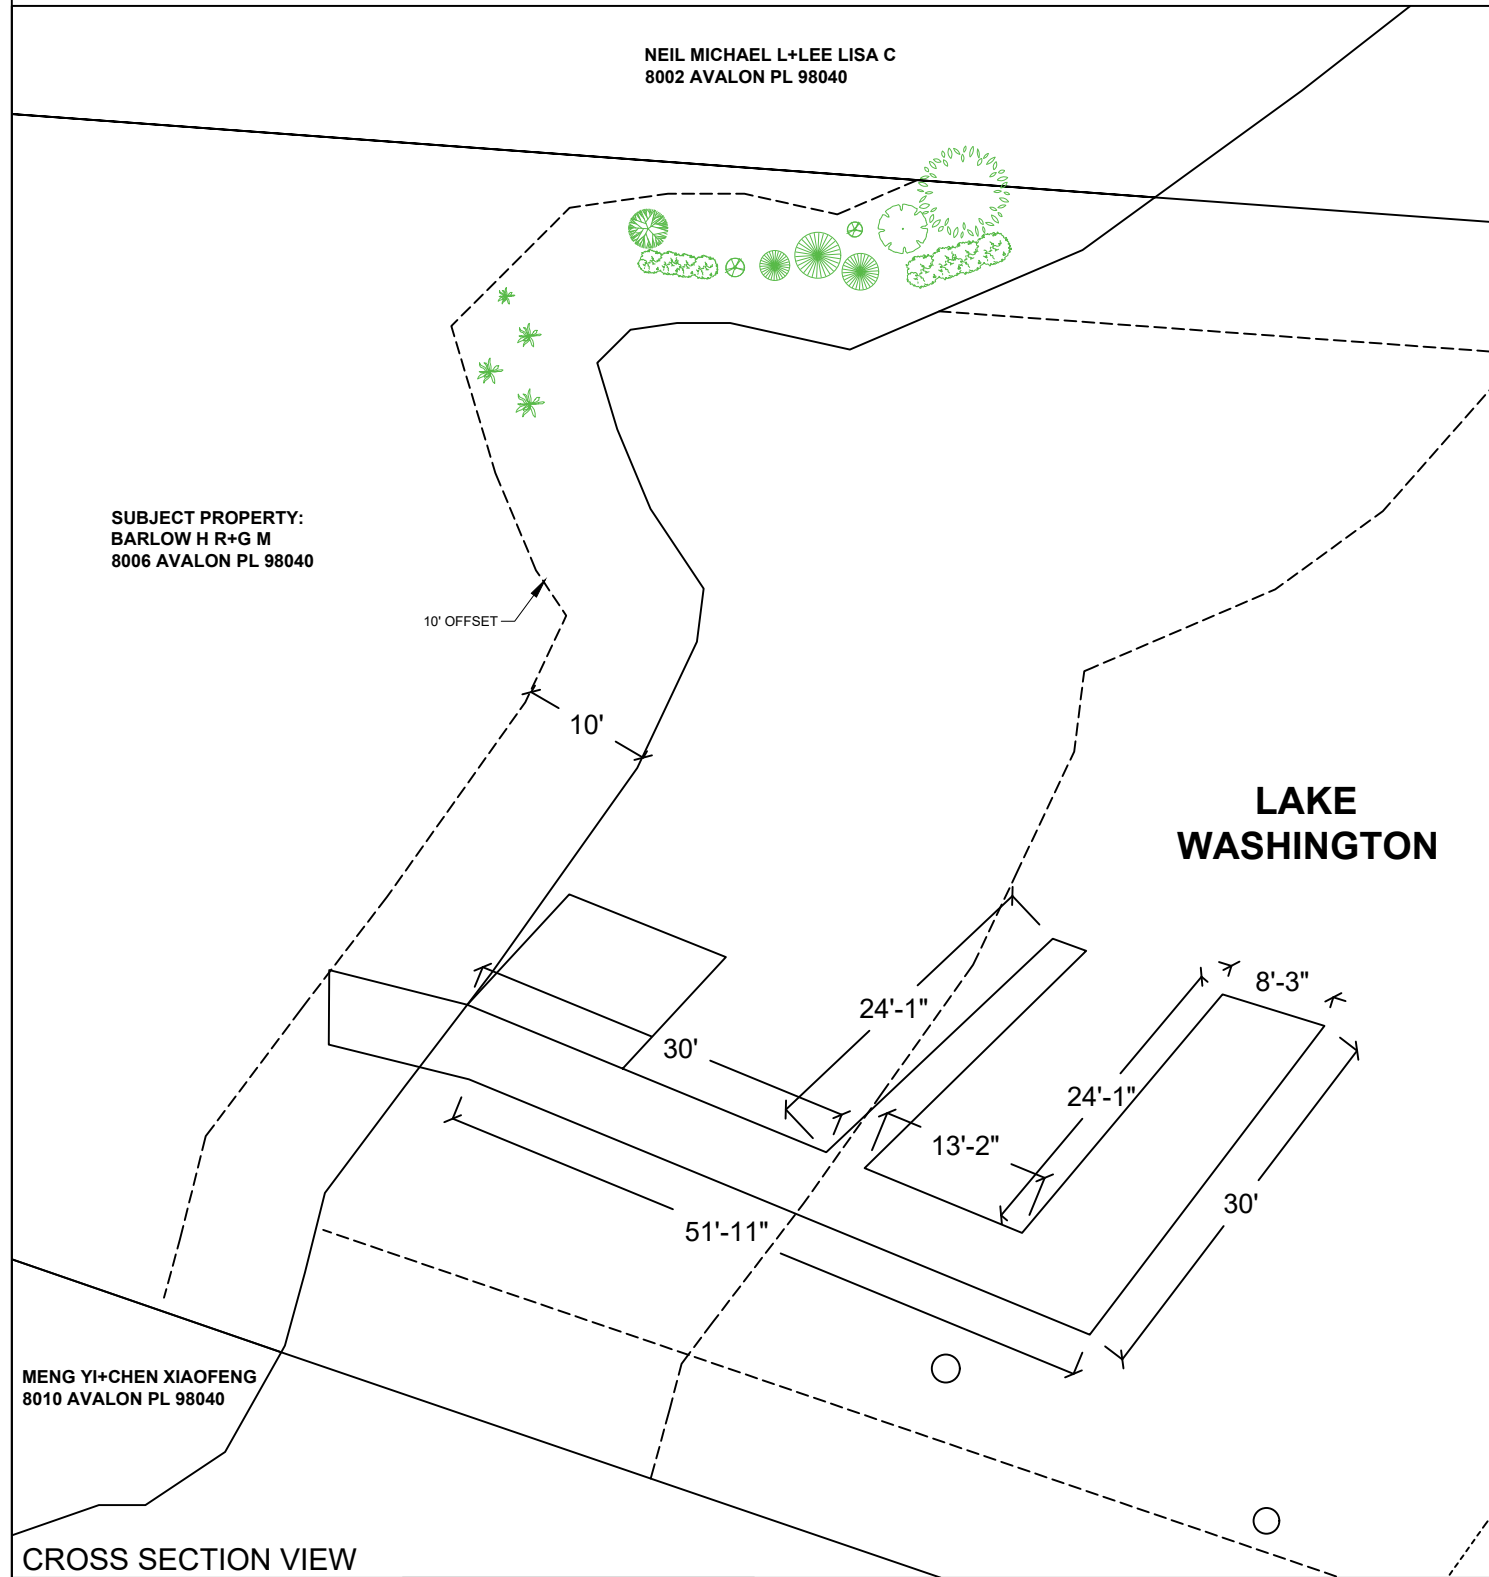 NEIL MICHAEL L+LEE LISA C
8002 AVALON PL 98040
SUBJECT PROPERTY:
BARLOW H R+G M
8006 AVALON PL 98040
10' OFFSET
10'
LAKE
WASHINGTON
24'-1"
8'-3"
30'
24'-1"
13'-2"
30'
51'-11"
MENG YI+CHEN XIAOFENG
8010 AVALON PL 98040
CROSS SECTION VIEW